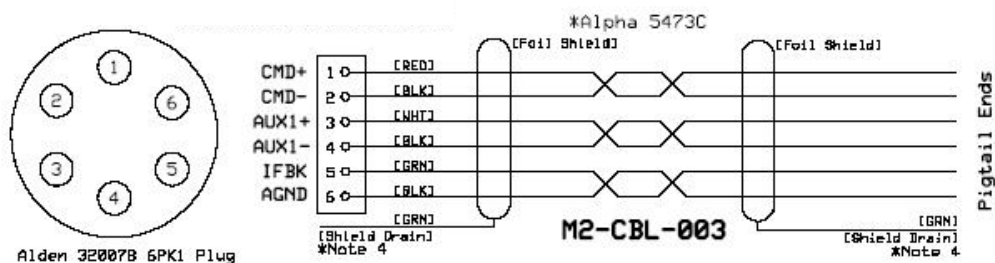 *Alpha 5473C
[Foil Shield]
[Foil Shield]
1
2
6
3
5
4
Alden 32007B 6PK1 Plug
CMD+ 1 [RED]
CMD- 2 [BLK]
AUX1+ 3 [WHT]
AUX1- 4 [BLK]
IFBK 5 [GRN]
AGND 6 [BLK]
[GRN]
[Shield Drain]
*Note 4
M2-CBL-003
[GRN]
[Shield Drain]
*Note 4
Pigtail Ends